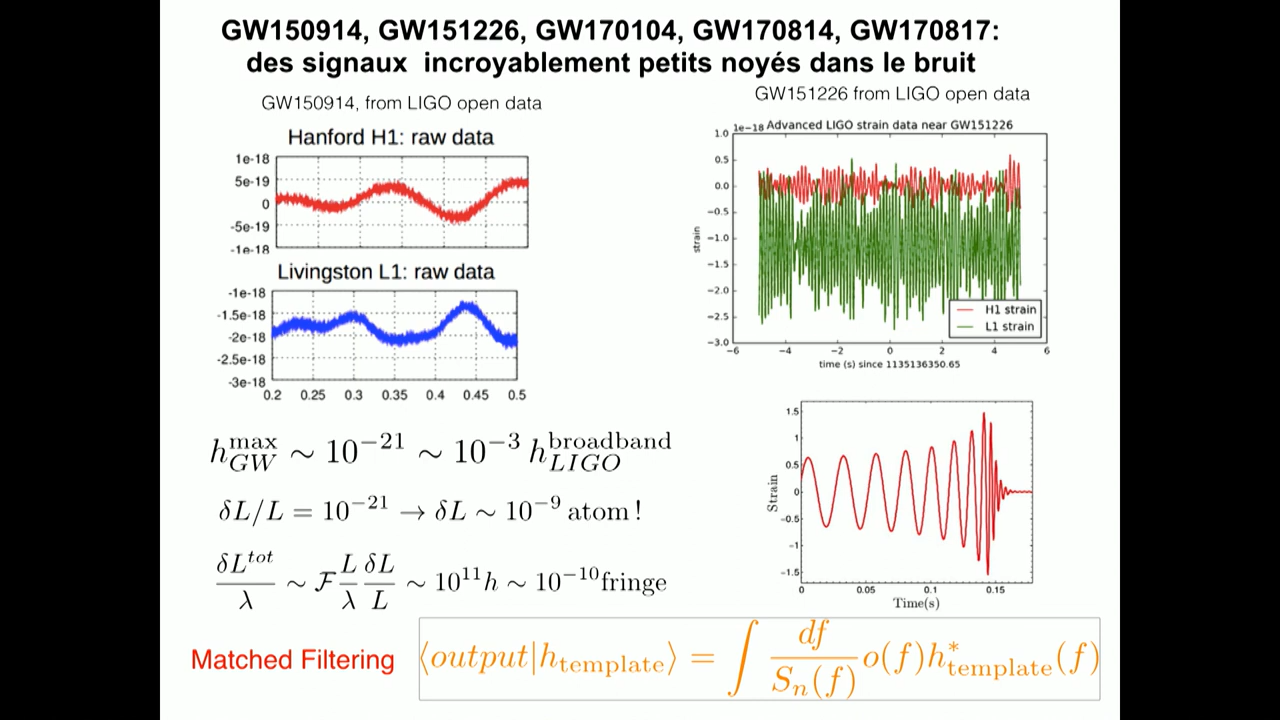 GW150914, GW151226, GW170104, GW170814, GW170817:
des signaux incroyablement petits noyés dans le bruit
GW150914, from LIGO open data
Hanford H1: raw data
1e-18
5e-19
0
-5e-19
-1e-18
Livingston L1: raw data
-1e-18
-1.5e-18
-2e-18
-2.5e-18
-3e-18
0.2 0.25 0.3 0.35 0.4 0.45 0.5
GW151226 from LIGO open data
1e−18 Advanced LIGO strain data near GW151226
1.0
0.5
0.0
−0.5
−1.0
−1.5
−2.0
−2.5
−3.0
strain
H1 strain
L1 strain
−6 −4 −2 0 2 4 6
time (s) since 1135136350.65
h_{GW}^{max} ∼ 10^{−21} ∼ 10^{−3} h_{LIGO}^{broadband}
δL/L = 10^{−21} → δL ∼ 10^{−9} atom !
\frac{δL^{tot}}{λ} ∼ \mathcal{F} \frac{L}{λ} \frac{δL}{L} ∼ 10^{11} h ∼ 10^{−10} fringe
1.5
1
0.5
0
-0.5
-1
-1.5
Strain
0 0.05 0.1 0.15
Time(s)
Matched Filtering
⟨output|h_{template}⟩ = ∫ \frac{df}{S_n(f)} o(f) h^*_{template}(f)